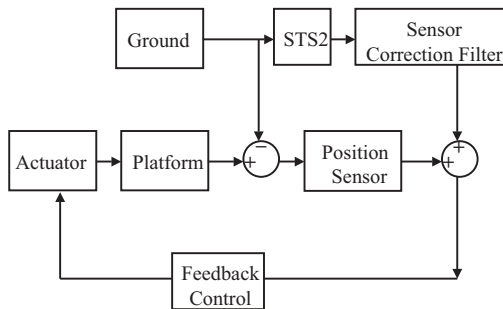 Ground
STS2
Sensor
Correction Filter
−
+
+
+
Actuator
Platform
Position
Sensor
Feedback
Control